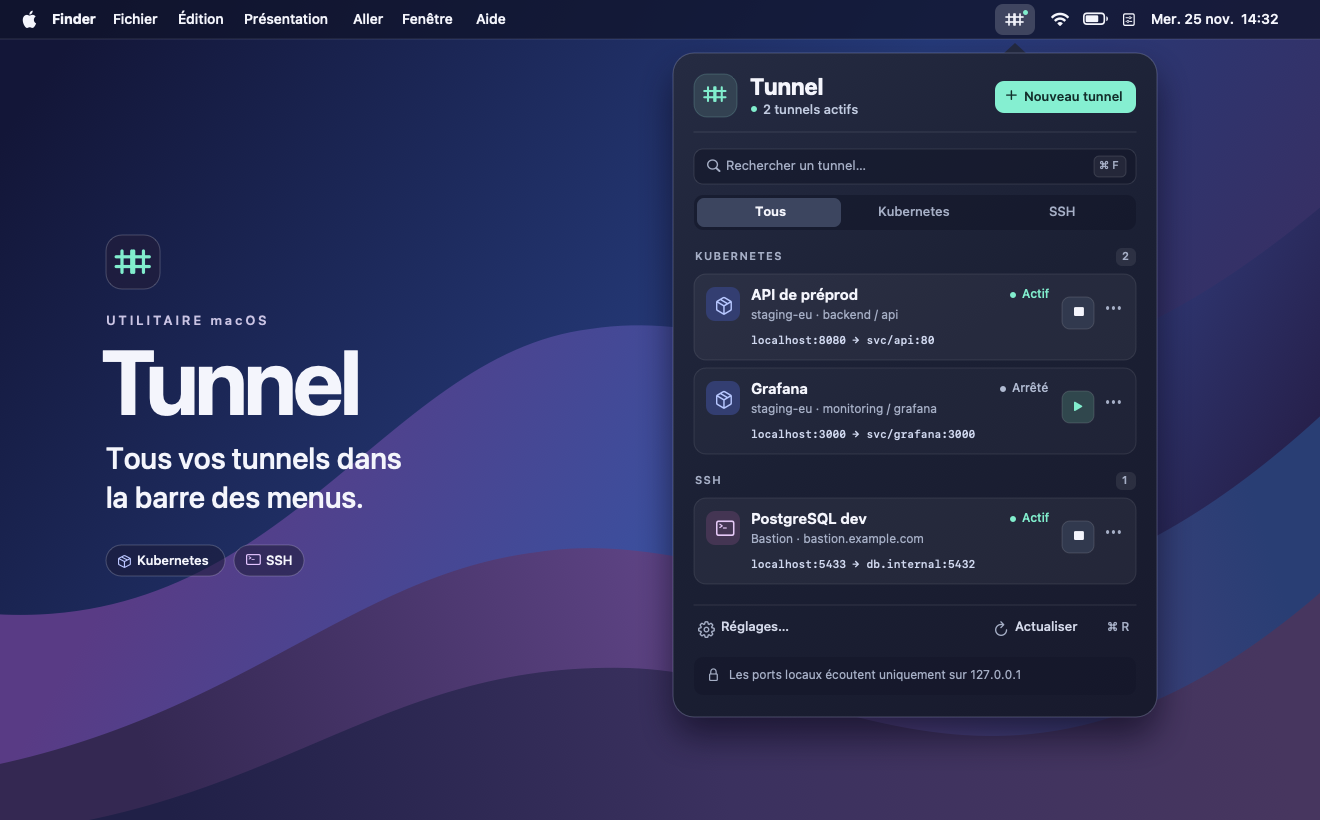 Finder Fichier Édition Présentation Aller Fenêtre Aide Mer. 25 nov. 14:32
UTILITAIRE macOS
Tunnel
Tous vos tunnels dans
la barre des menus.
Kubernetes SSH
Tunnel
2 tunnels actifs
+ Nouveau tunnel
Rechercher un tunnel… ⌘ F
Tous Kubernetes SSH
KUBERNETES 2
API de préprod Actif
staging-eu · backend / api
localhost:8080 → svc/api:80
Grafana Arrêté
staging-eu · monitoring / grafana
localhost:3000 → svc/grafana:3000
SSH 1
PostgreSQL dev Actif
Bastion · bastion.example.com
localhost:5433 → db.internal:5432
Réglages… Actualiser ⌘ R
Les ports locaux écoutent uniquement sur 127.0.0.1